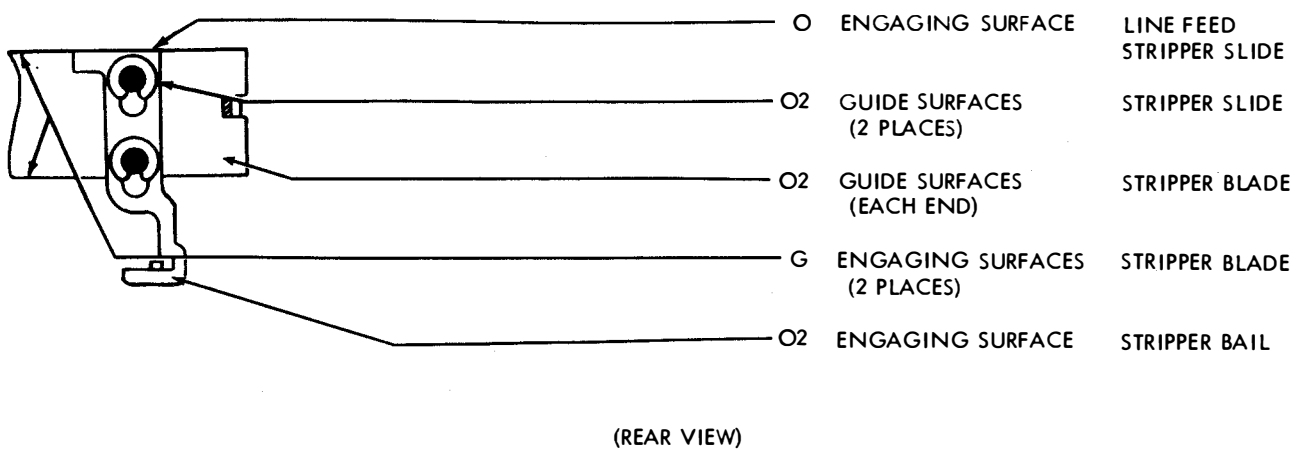 O ENGAGING SURFACE LINE FEED
STRIPPER SLIDE
O2 GUIDE SURFACES STRIPPER SLIDE
(2 PLACES)
O2 GUIDE SURFACES STRIPPER BLADE
(EACH END)
G ENGAGING SURFACES STRIPPER BLADE
(2 PLACES)
O2 ENGAGING SURFACE STRIPPER BAIL
(REAR VIEW)